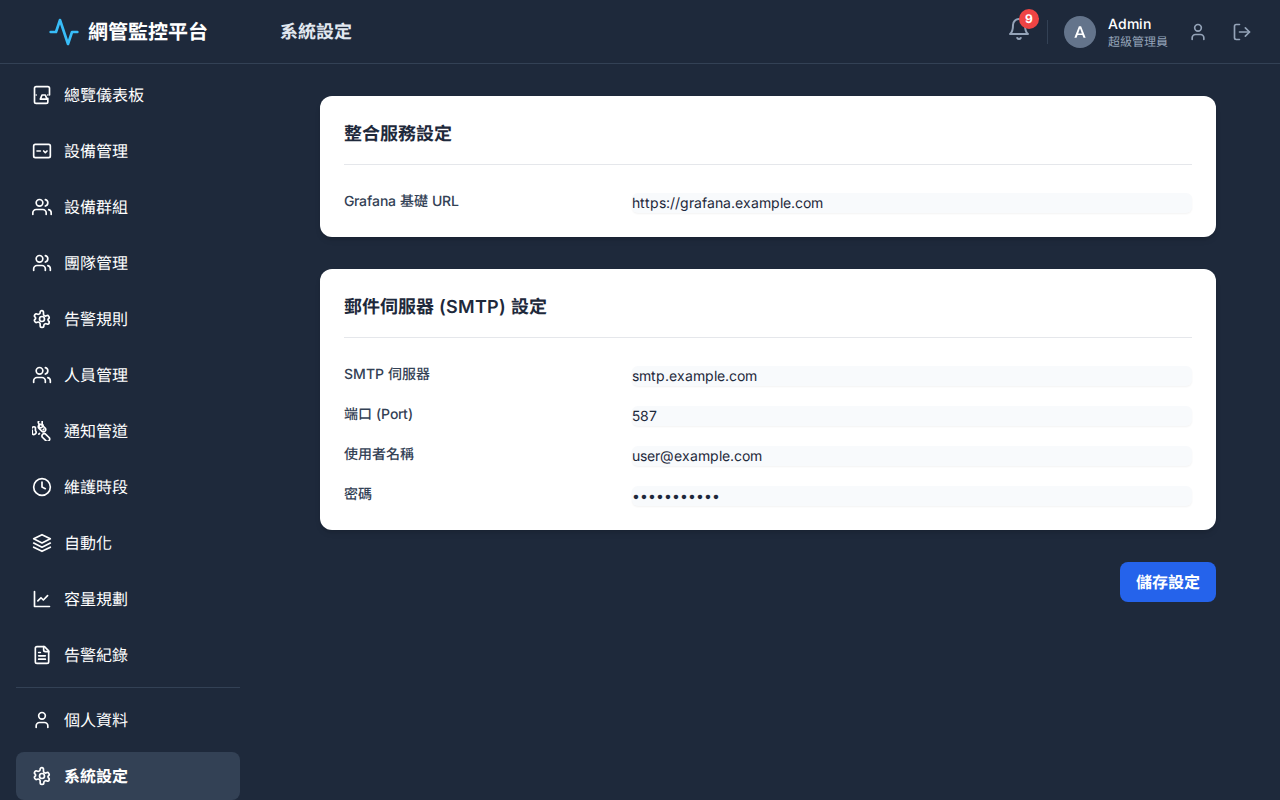 網管監控平台
系統設定
9
A
Admin
超級管理員
總覽儀表板
設備管理
設備群組
團隊管理
告警規則
人員管理
通知管道
維護時段
自動化
容量規劃
告警紀錄
個人資料
系統設定
整合服務設定
Grafana 基礎 URL
https://grafana.example.com
郵件伺服器 (SMTP) 設定
SMTP 伺服器
smtp.example.com
端口 (Port)
587
使用者名稱
user@example.com
密碼
•••••••••••
儲存設定